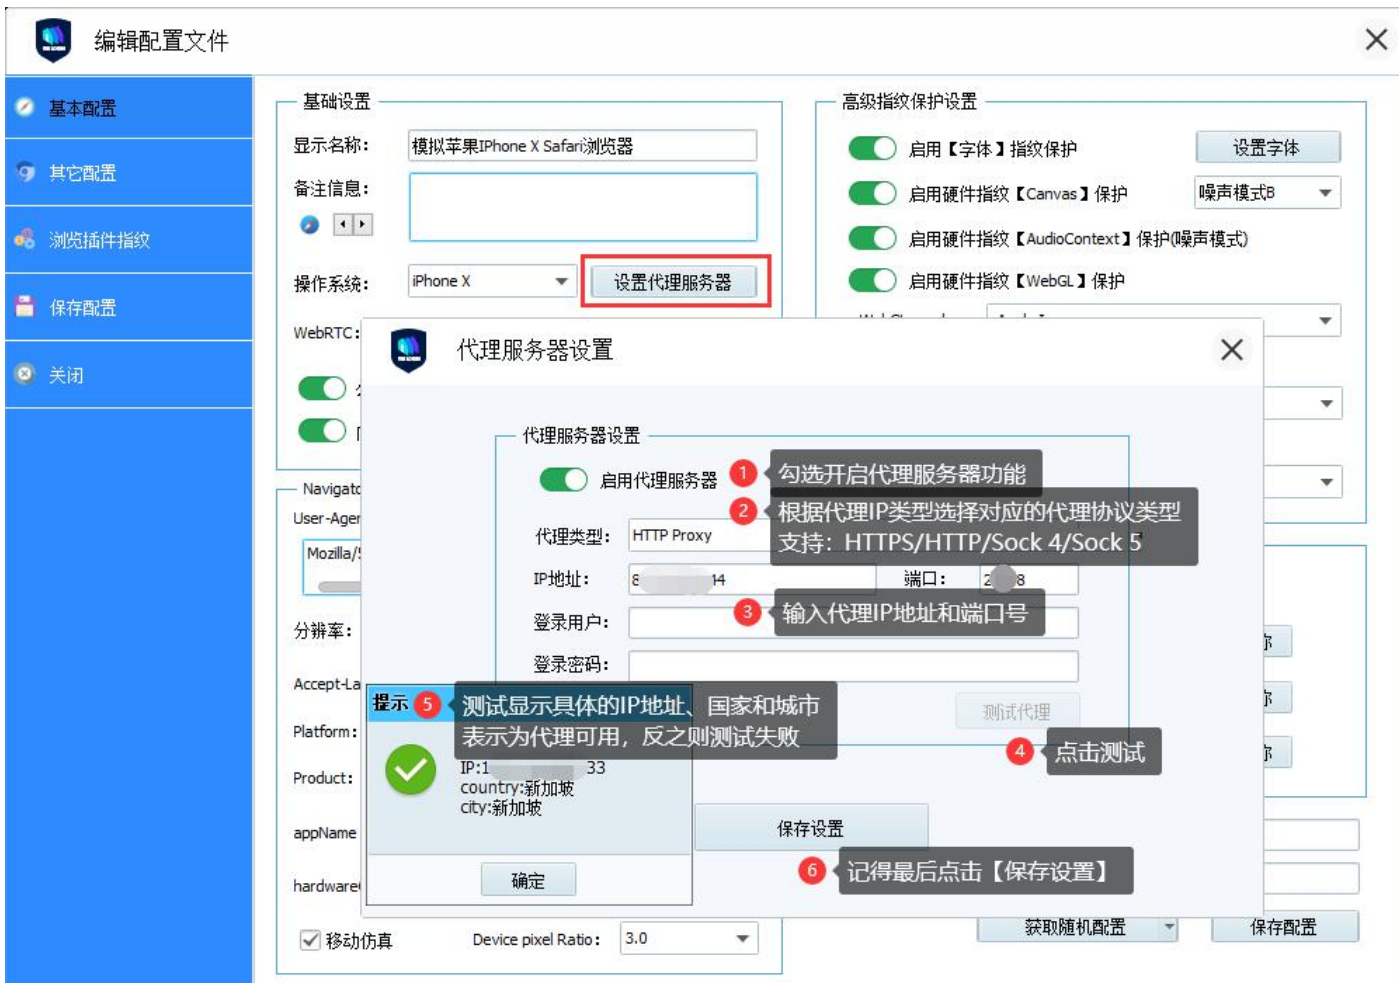 编辑配置文件
基本配置
其它配置
浏览插件指纹
保存配置
关闭
基础设置
显示名称：
模拟苹果IPhone X Safari浏览器
备注信息：
操作系统：
iPhone X
设置代理服务器
WebRTC：
高级指纹保护设置
启用【字体】指纹保护
设置字体
启用硬件指纹【Canvas】保护
噪声模式B
启用硬件指纹【AudioContext】保护(噪声模式)
启用硬件指纹【WebGL】保护
代理服务器设置
代理服务器设置
启用代理服务器
1 勾选开启代理服务器功能
2 根据代理IP类型选择对应的代理协议类型
支持：HTTPS/HTTP/Sock 4/Sock 5
代理类型：
HTTP Proxy
IP地址：
8
14
端口：
2
8
3 输入代理IP地址和端口号
登录用户：
登录密码：
测试代理
4 点击测试
提示
5 测试显示具体的IP地址、国家和城市
表示为代理可用，反之则测试失败
IP:1
33
country:新加坡
city:新加坡
确定
保存设置
6 记得最后点击【保存设置】
Navigato
User-Agen
Mozilla/5
分辨率：
Accept-La
Platform：
Product：
appName
hardware
移动仿真
Device pixel Ratio：
3.0
获取随机配置
保存配置